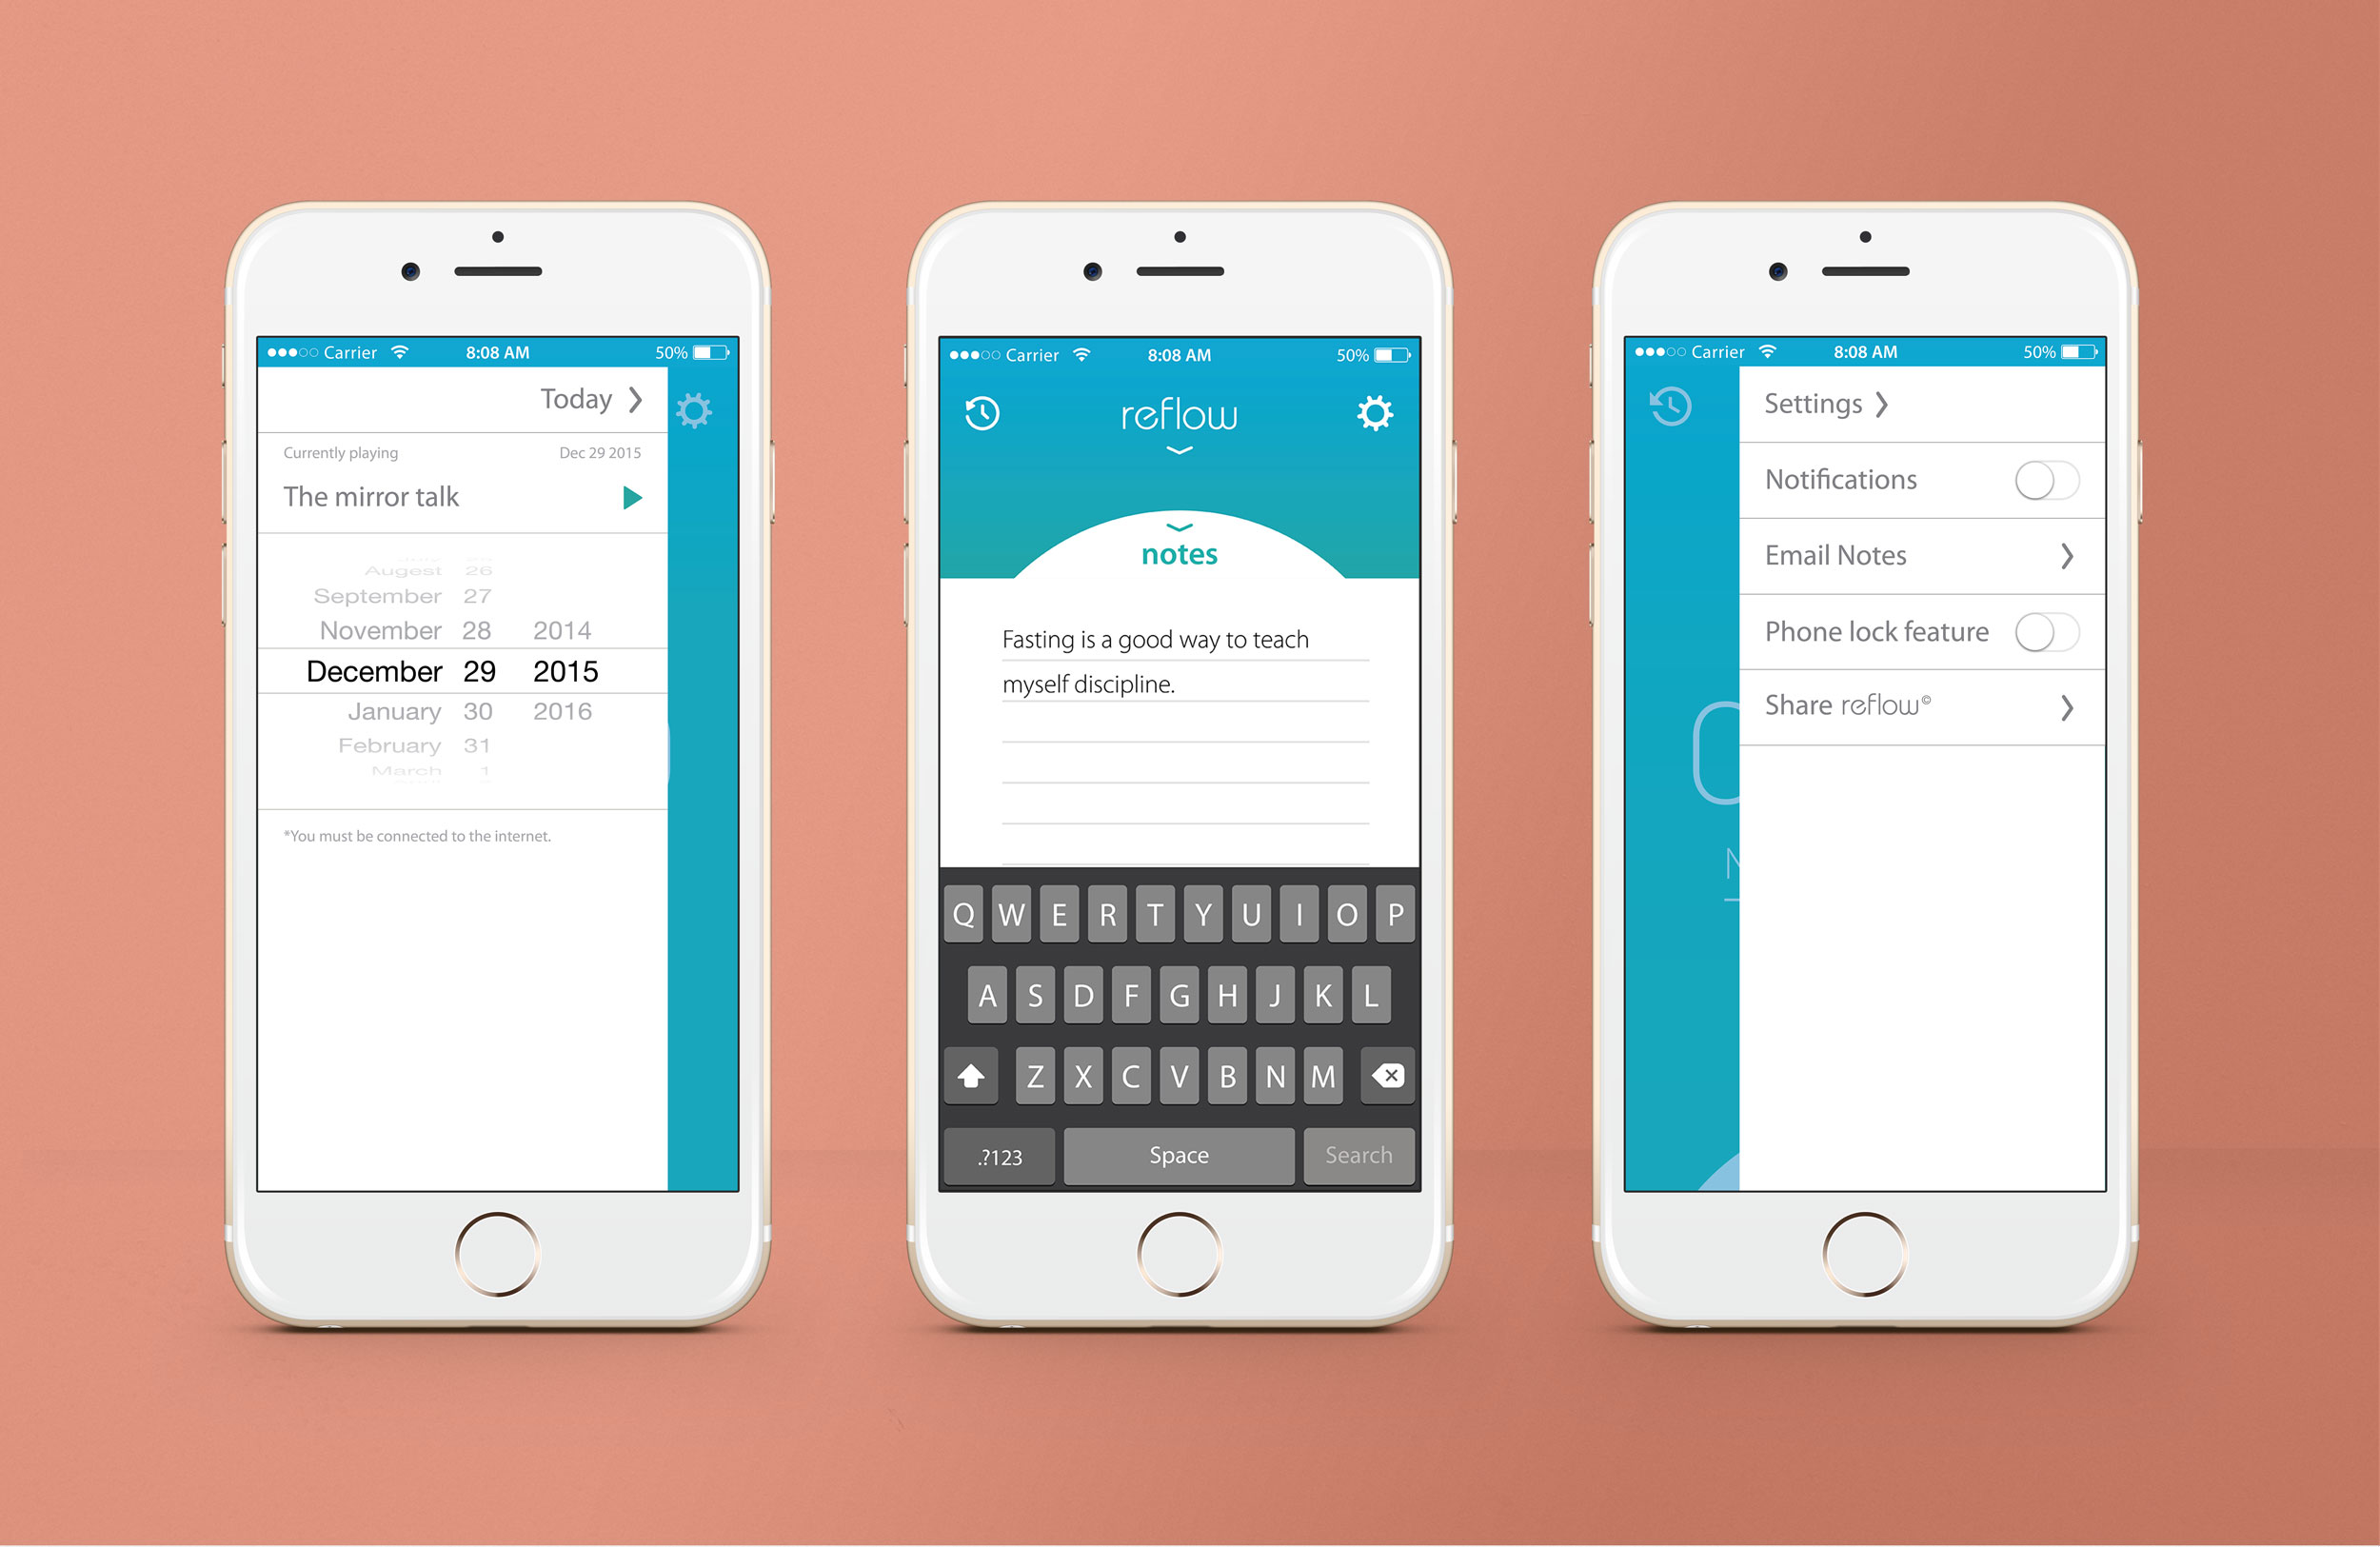 Carrier 8:08 AM 50%
Today
Currently playing Dec 29 2015
The mirror talk
Augest 26
September 27
November 28 2014
December 29 2015
January 30 2016
February 31
March 1
*You must be connected to the internet.
Carrier 8:08 AM 50%
reflow
notes
Fasting is a good way to teach
myself discipline.
Q W E R T Y U I O P
A S D F G H J K L
Z X C V B N M
.?123 Space Search
Carrier 8:08 AM 50%
Settings
Notifications
Email Notes
Phone lock feature
Share reflow©
N